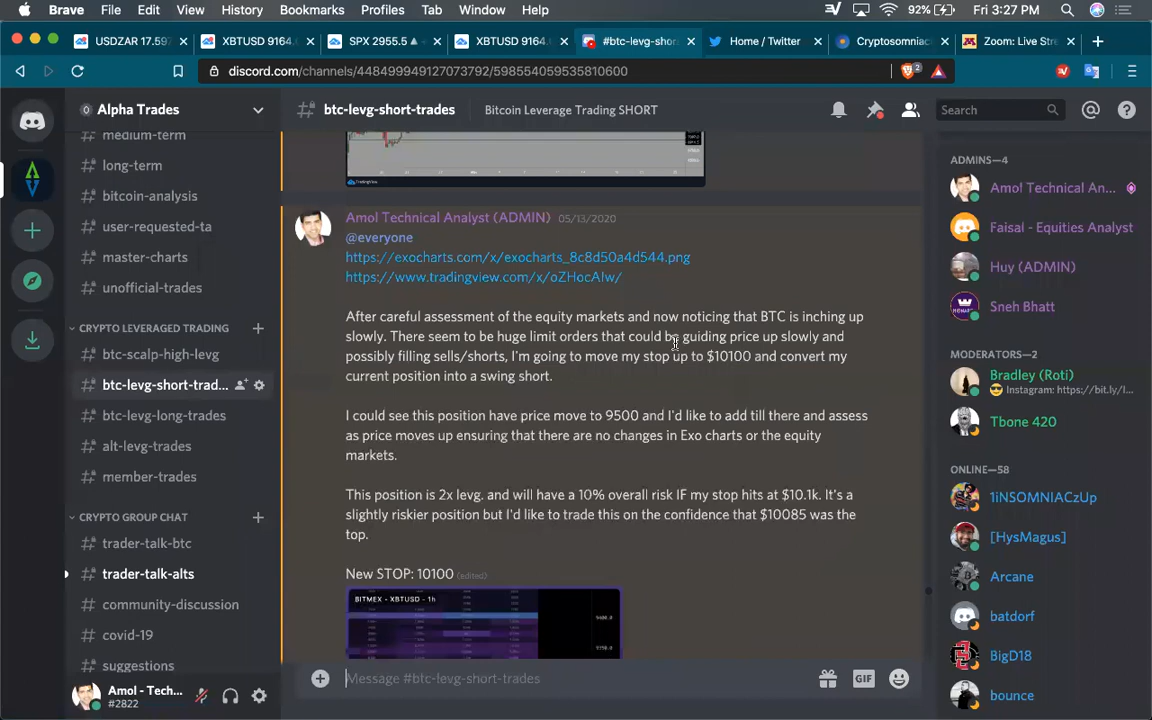 Brave File Edit View History Bookmarks Profiles Tab Window Help 92% Fri 3:27 PM
USDZAR 17.597 XBTUSD 9164. SPX 2955.5 XBTUSD 9164. #btc-levg-shor Home / Twitter Cryptosomniac Zoom: Live Stre
discord.com/channels/448499949127073792/598554059535810600 2
0 Alpha Trades
btc-levg-short-trades Bitcoin Leverage Trading SHORT Search
medium-term
long-term
bitcoin-analysis
user-requested-ta
master-charts
unofficial-trades
CRYPTO LEVERAGED TRADING
btc-scalp-high-levg
btc-levg-short-trad...
btc-levg-long-trades
alt-levg-trades
member-trades
CRYPTO GROUP CHAT
trader-talk-btc
trader-talk-alts
community-discussion
covid-19
suggestions
Amol - Tech...
#2822
TradingView
Amol Technical Analyst (ADMIN) 05/13/2020
@everyone
https://exocharts.com/x/exocharts_8c8d50a4d544.png
https://www.tradingview.com/x/oZHocAIw/
After careful assessment of the equity markets and now noticing that BTC is inching up
slowly. There seem to be huge limit orders that could be guiding price up slowly and
possibly filling sells/shorts, I'm going to move my stop up to $10100 and convert my
current position into a swing short.
I could see this position have price move to 9500 and I'd like to add till there and assess
as price moves up ensuring that there are no changes in Exo charts or the equity
markets.
This position is 2x levg. and will have a 10% overall risk IF my stop hits at $10.1k. It's a
slightly riskier position but I'd like to trade this on the confidence that $10085 was the
top.
New STOP: 10100 (edited)
BITMEX - XBTUSD - 1h
Message #btc-levg-short-trades
GIF
ADMINS—4
Amol Technical An...
Faisal - Equities Analyst
Huy (ADMIN)
Sneh Bhatt
MODERATORS—2
Bradley (Roti)
Instagram: https://bit.ly/I...
Tbone 420
ONLINE—58
1iNSOMNIACzUp
[HysMagus]
Arcane
batdorf
BigD18
bounce